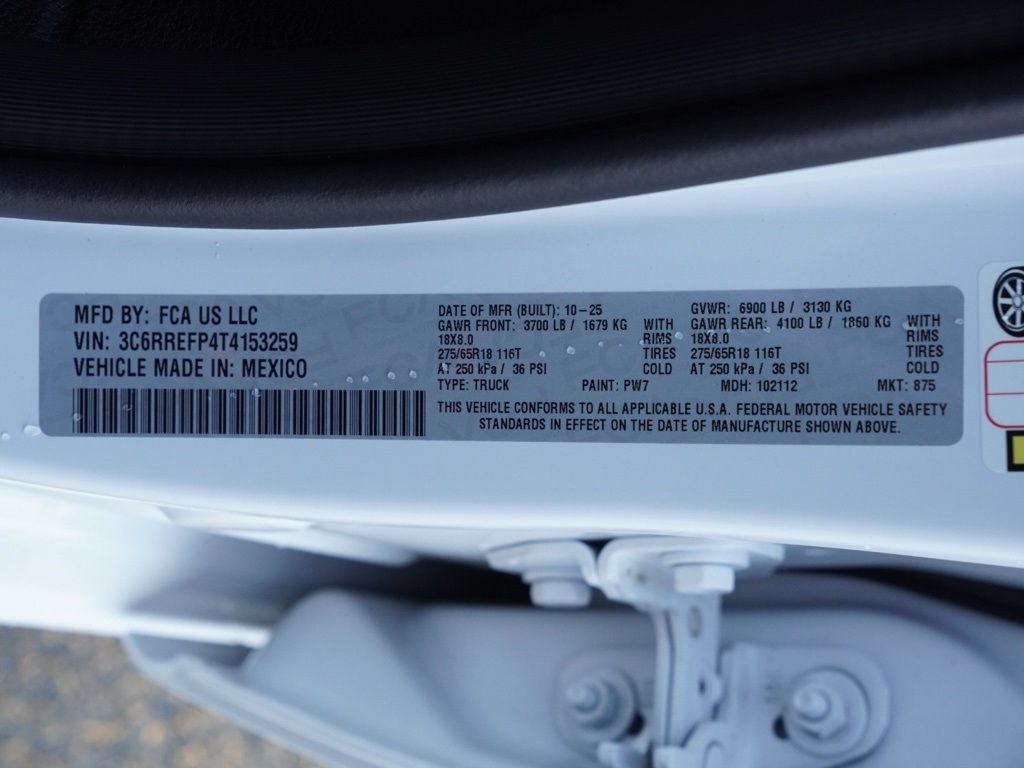 MFD BY: FCA US LLC
VIN: 3C6RREFP4T4153259
VEHICLE MADE IN: MEXICO
DATE OF MFR (BUILT): 10-25
GVWR: 6900 LB / 3130 KG
GAWR FRONT: 3700 LB / 1679 KG WITH
18X8.0 RIMS
275/65R18 116T TIRES
AT 250 kPa / 36 PSI COLD
GAWR REAR: 4100 LB / 1860 KG WITH
18X8.0 RIMS
275/65R18 116T TIRES
AT 250 kPa / 36 PSI COLD
TYPE: TRUCK PAINT: PW7 MDH: 102112 MKT: 875
THIS VEHICLE CONFORMS TO ALL APPLICABLE U.S.A. FEDERAL MOTOR VEHICLE SAFETY
STANDARDS IN EFFECT ON THE DATE OF MANUFACTURE SHOWN ABOVE.